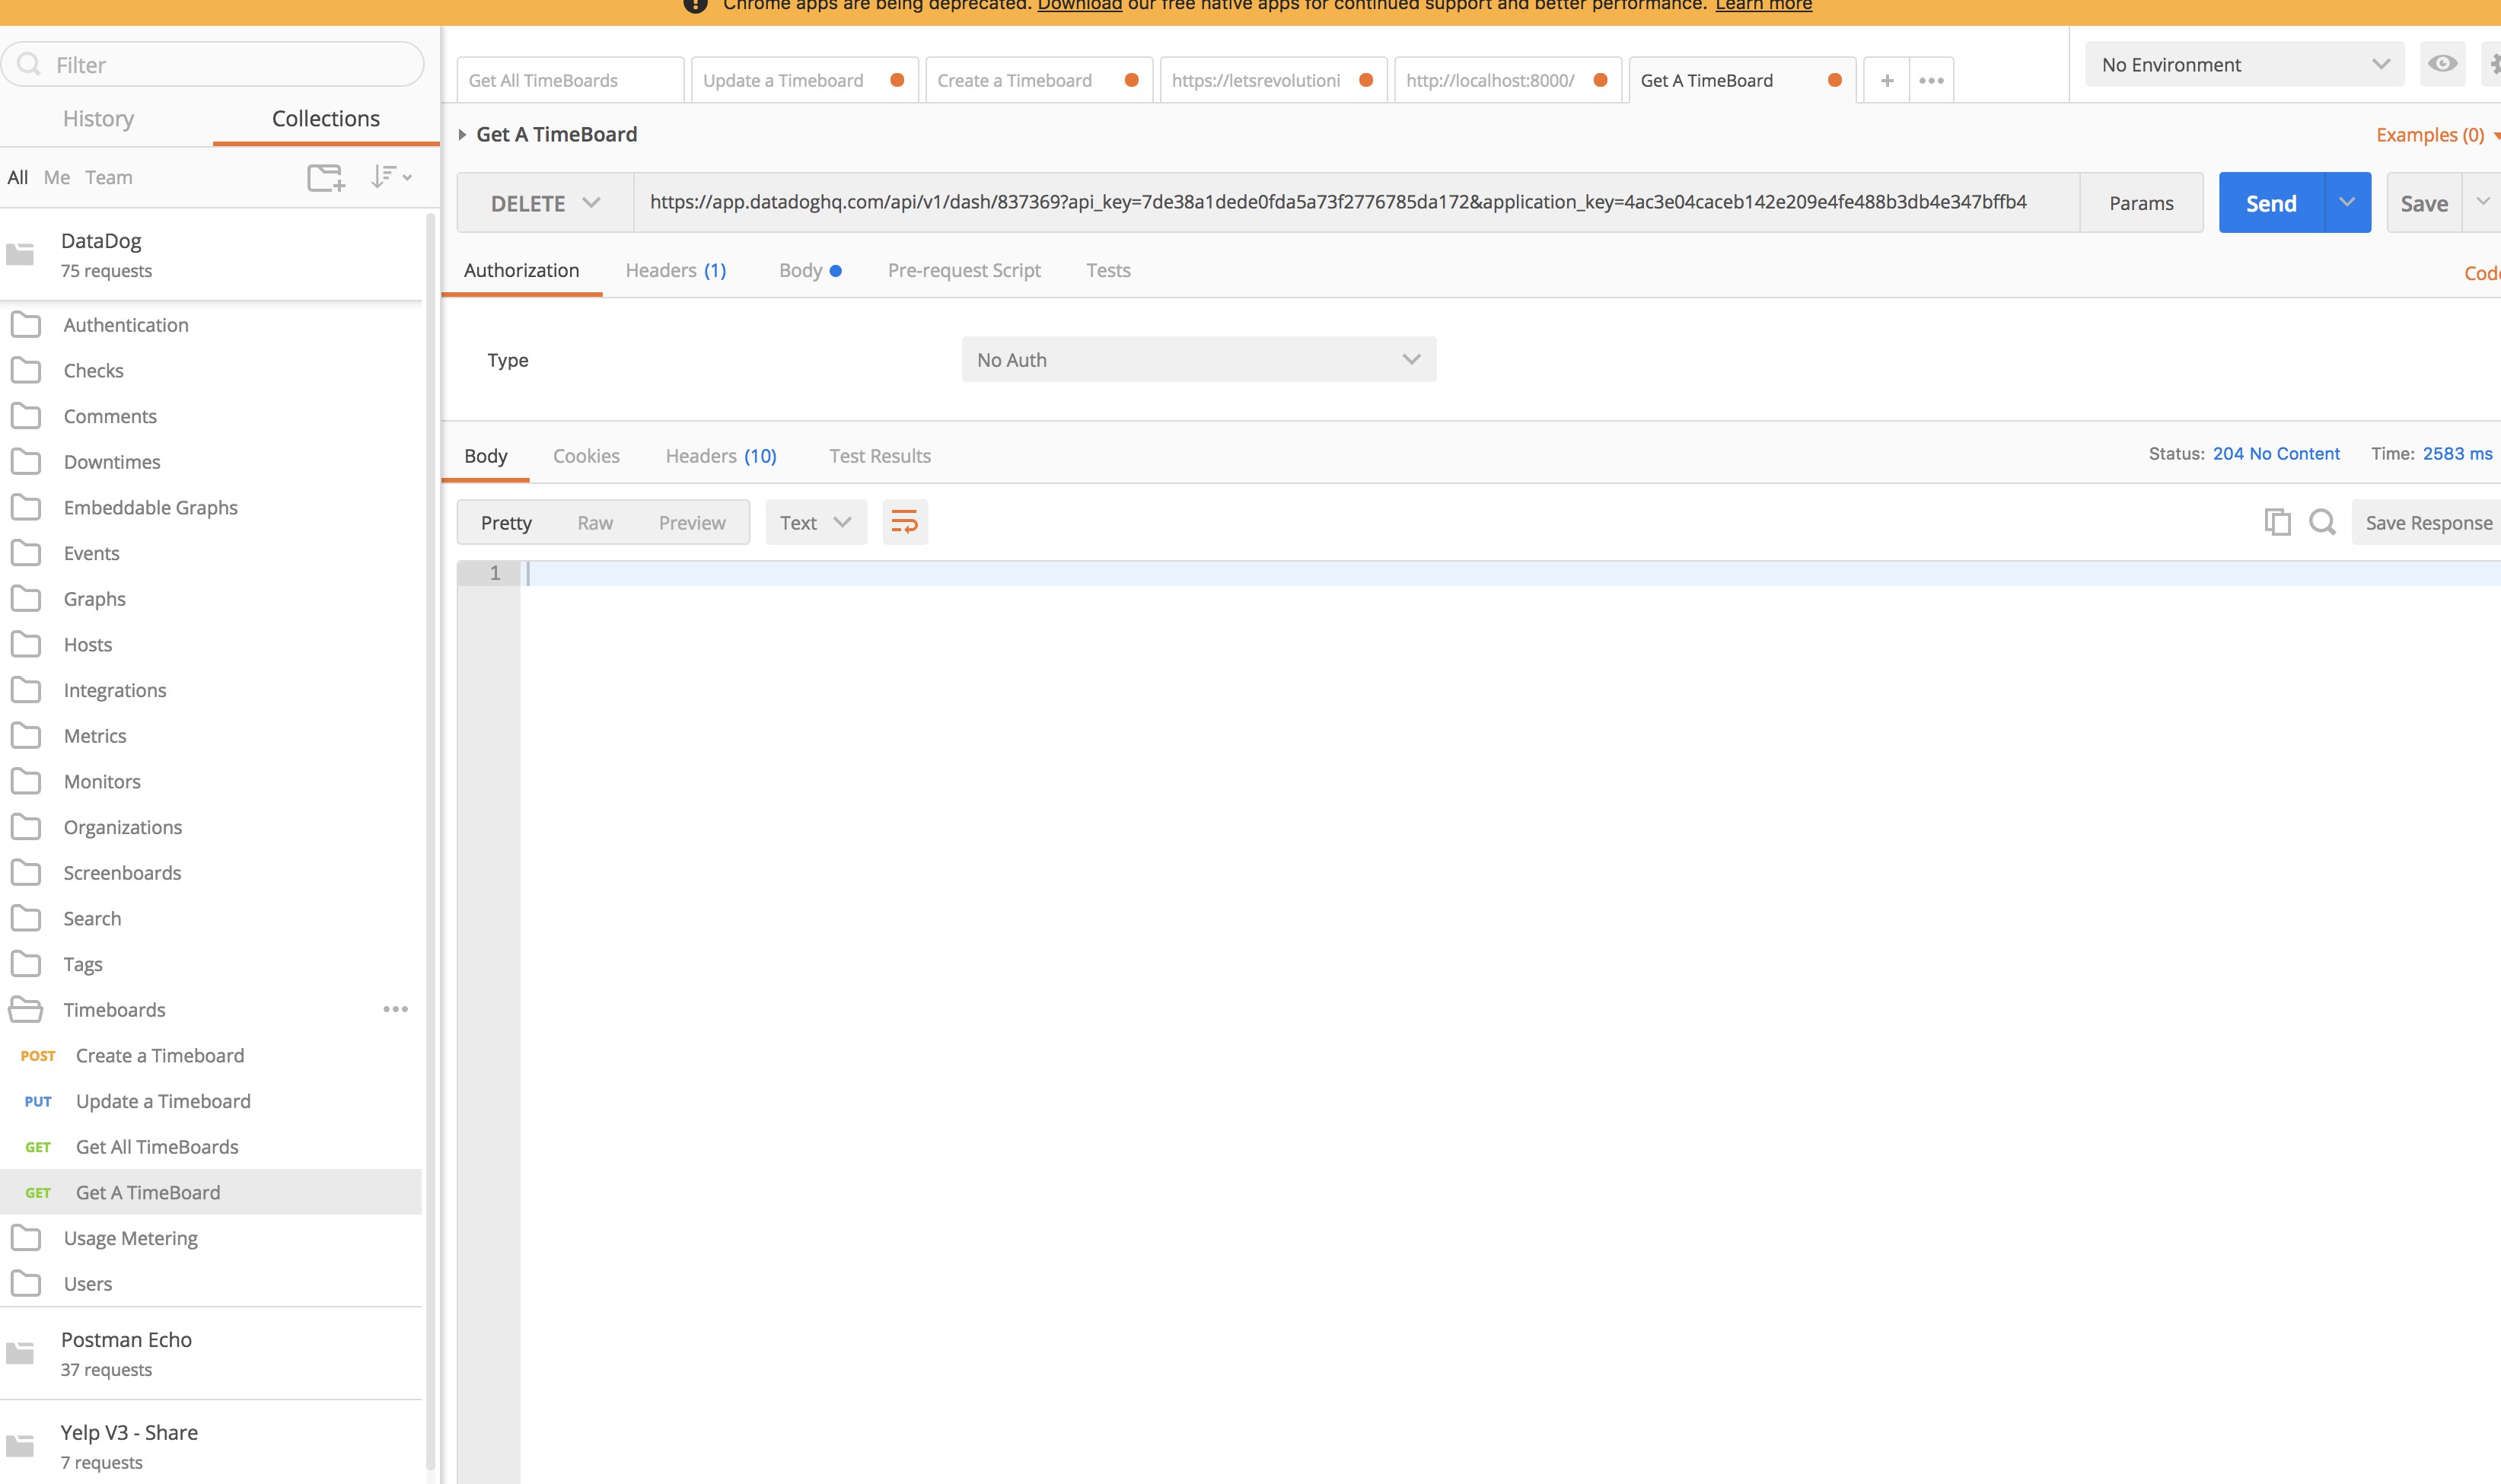 Chrome apps are being deprecated. Download our free native apps for continued support and better performance. Learn more
Filter
History
Collections
All Me Team
DataDog
75 requests
Authentication
Checks
Comments
Downtimes
Embeddable Graphs
Events
Graphs
Hosts
Integrations
Metrics
Monitors
Organizations
Screenboards
Search
Tags
Timeboards
POST Create a Timeboard
PUT Update a Timeboard
GET Get All TimeBoards
GET Get A TimeBoard
Usage Metering
Users
Postman Echo
37 requests
Yelp V3 - Share
7 requests
Get All TimeBoards
Update a Timeboard
Create a Timeboard
https://letsrevolutioni
http://localhost:8000/
Get A TimeBoard
No Environment
Get A TimeBoard
Examples (0)
DELETE
https://app.datadoghq.com/api/v1/dash/837369?api_key=7de38a1dede0fda5a73f2776785da172&application_key=4ac3e04caceb142e209e4fe488b3db4e347bffb4
Params
Send
Save
Authorization
Headers (1)
Body
Pre-request Script
Tests
Type
No Auth
Body
Cookies
Headers (10)
Test Results
Status: 204 No Content
Time: 2583 ms
Pretty
Raw
Preview
Text
Save Response
1